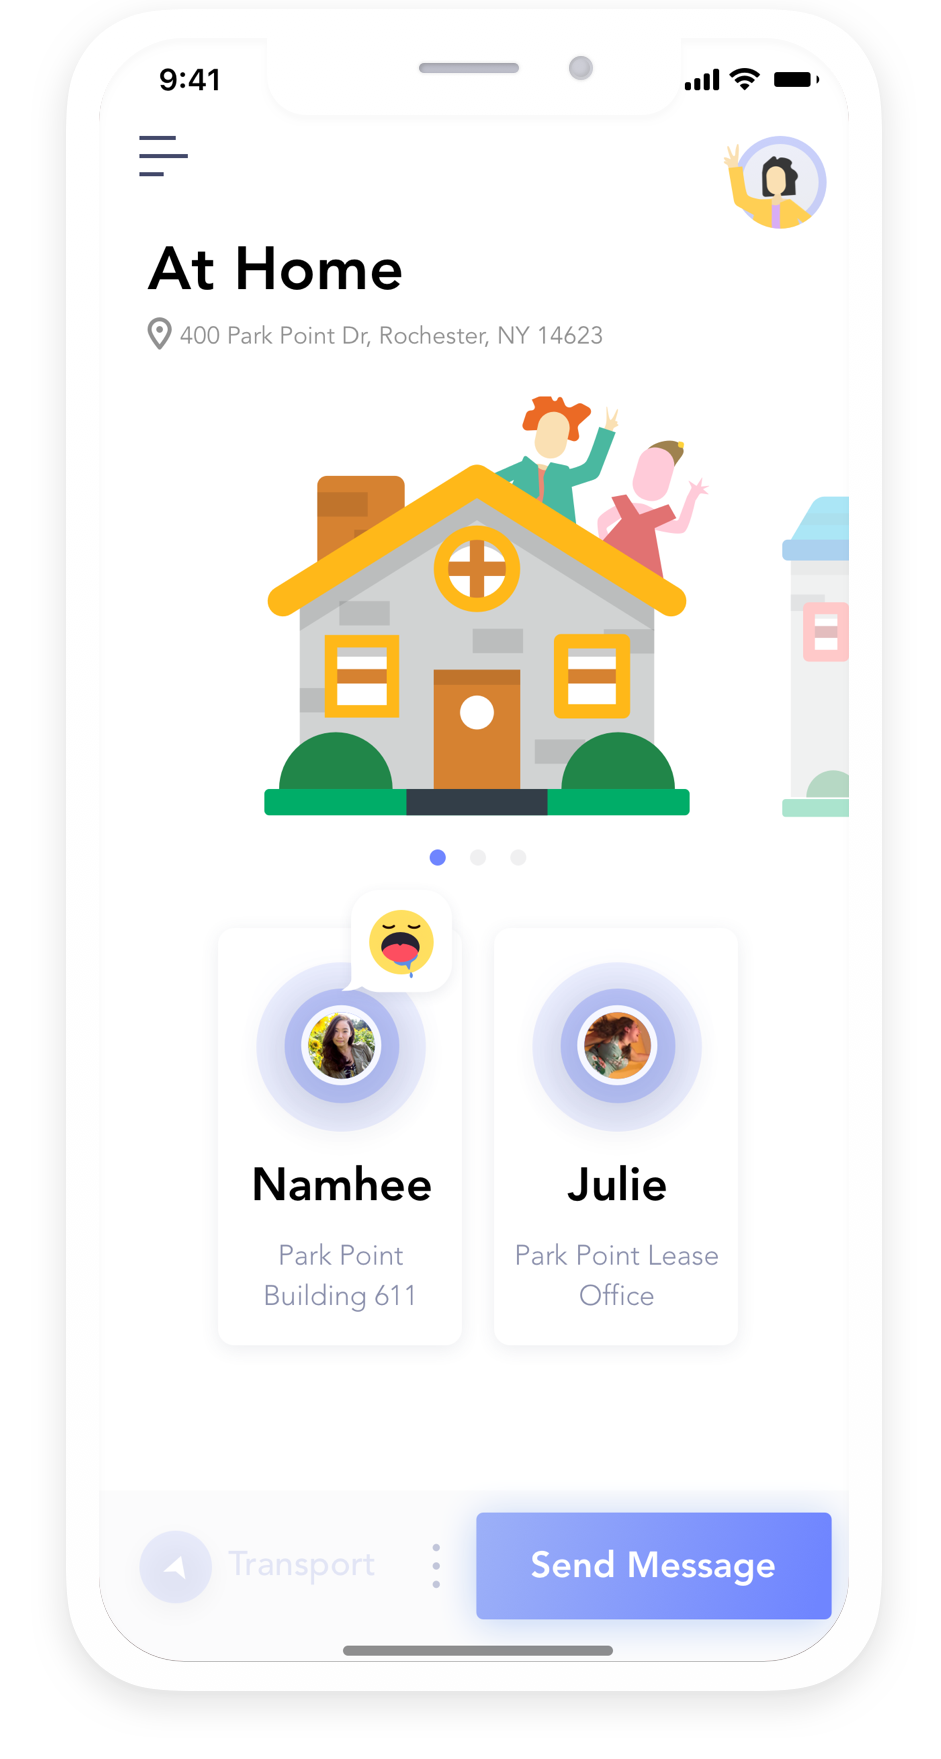 9:41
At Home
400 Park Point Dr, Rochester, NY 14623
Namhee
Park Point
Building 611
Julie
Park Point Lease
Office
Transport
Send Message